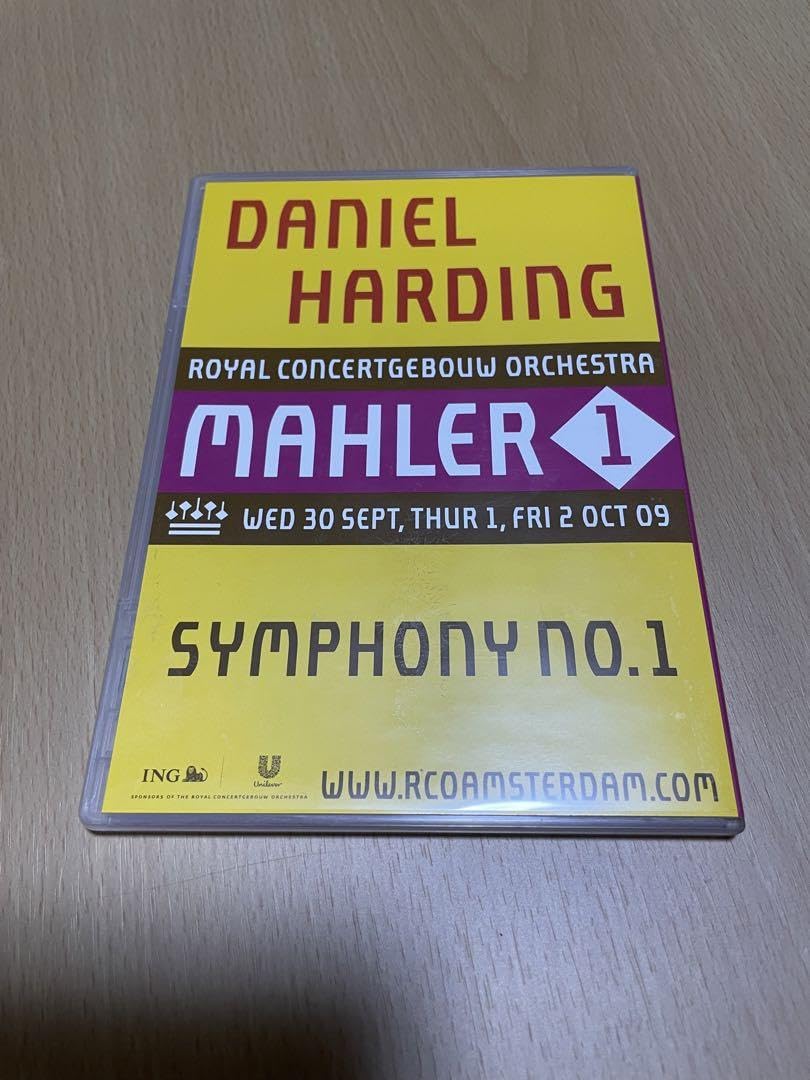 DANIEL
HARDING
ROYAL CONCERTGEBOUW ORCHESTRA
MAHLER 1
WED 30 SEPT, THUR 1, FRI 2 OCT 09
SYMPHONY NO.1
ING
Unilever
SPONSORS OF THE ROYAL CONCERTGEBOUW ORCHESTRA
WWW.RCOAMSTERDAM.COM